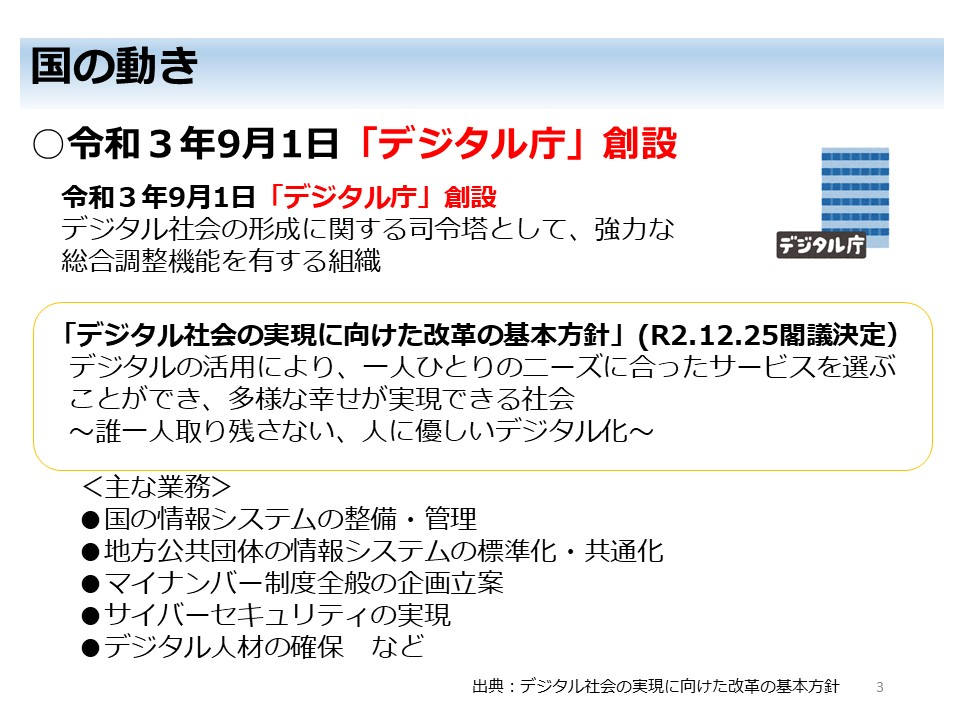 国の動き
○令和３年9月1日「デジタル庁」創設
令和３年9月1日「デジタル庁」創設
デジタル社会の形成に関する司令塔として、強力な
総合調整機能を有する組織
デジタル庁
「デジタル社会の実現に向けた改革の基本方針」(R2.12.25閣議決定）
デジタルの活用により、一人ひとりのニーズに合ったサービスを選ぶ
ことができ、多様な幸せが実現できる社会
～誰一人取り残さない、人に優しいデジタル化～
＜主な業務＞
●国の情報システムの整備・管理
●地方公共団体の情報システムの標準化・共通化
●マイナンバー制度全般の企画立案
●サイバーセキュリティの実現
●デジタル人材の確保　など
出典：デジタル社会の実現に向けた改革の基本方針
3